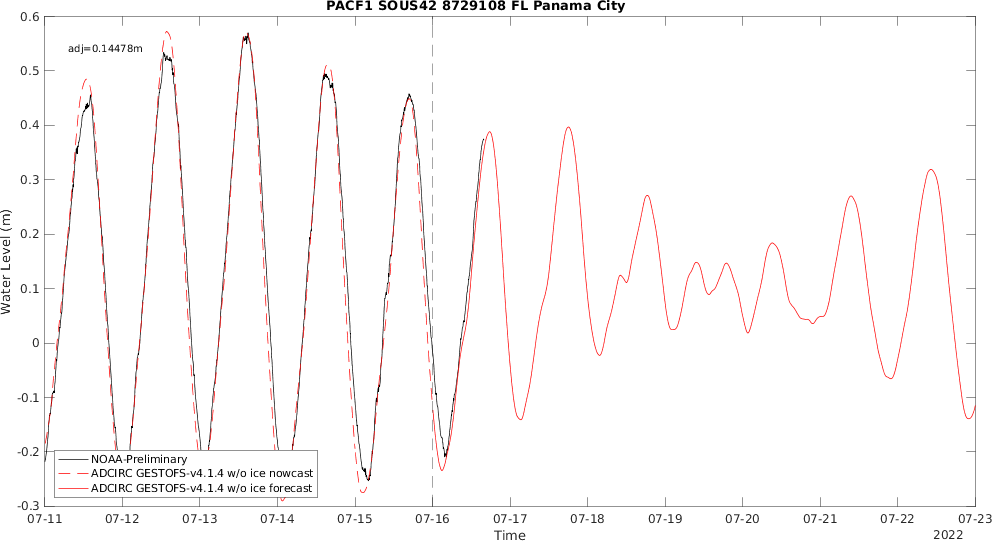 PACF1 SOUS42 8729108 FL Panama City
adj=0.14478m
Water Level (m)
0.6
0.5
0.4
0.3
0.2
0.1
0
-0.1
-0.2
-0.3
NOAA-Preliminary
ADCIRC GESTOFS-v4.1.4 w/o ice nowcast
ADCIRC GESTOFS-v4.1.4 w/o ice forecast
07-11 07-12 07-13 07-14 07-15 07-16 07-17 07-18 07-19 07-20 07-21 07-22 07-23
Time
2022